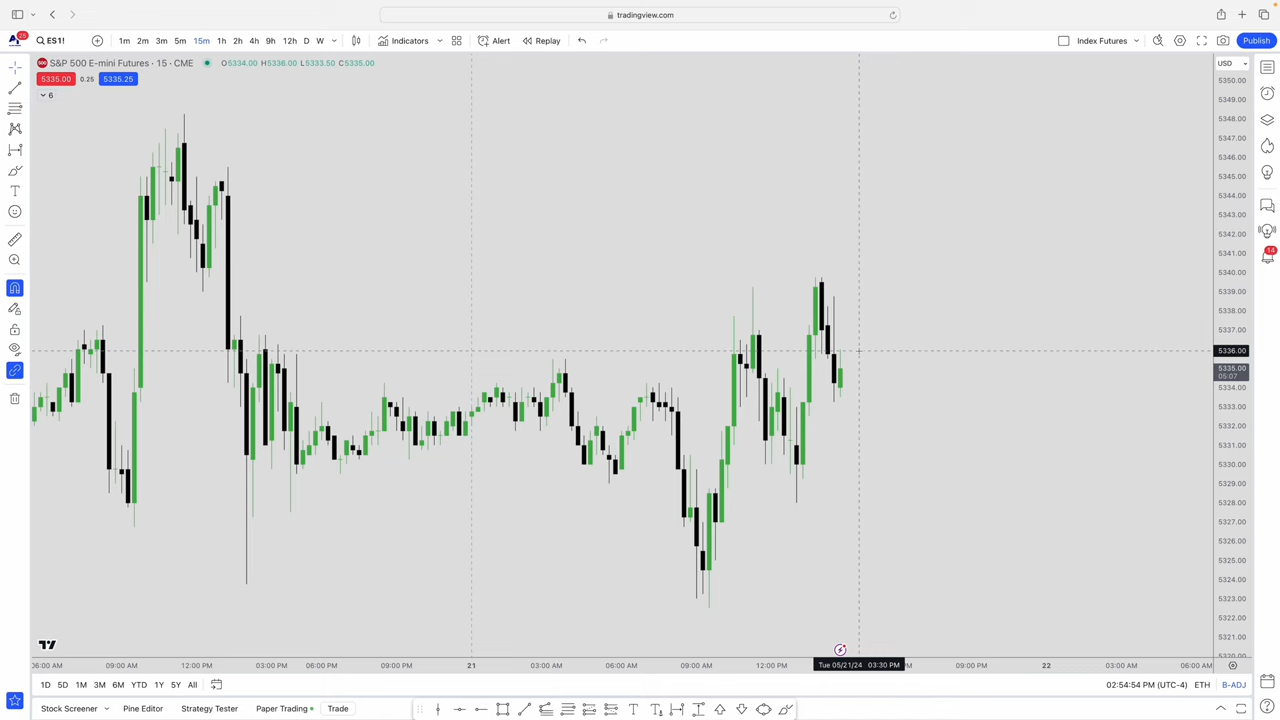 tradingview.com
25
ES1!
1m 2m 3m 5m 15m 1h 2h 4h 9h 12h D W
Indicators
Alert
Replay
Index Futures
Publish
500 S&P 500 E-mini Futures · 15 · CME
O5334.00 H5336.00 L5333.50 C5335.00
5335.00 0.25 5335.25
6
USD
5350.00
5349.00
5348.00
5347.00
5346.00
5345.00
5344.00
5343.00
5342.00
5341.00
5340.00
5339.00
5338.00
5337.00
5336.00
5335.00
05:07
5334.00
5333.00
5332.00
5331.00
5330.00
5329.00
5328.00
5327.00
5326.00
5325.00
5324.00
5323.00
5322.00
5321.00
5320.00
14
06:00 AM 09:00 AM 12:00 PM 03:00 PM 06:00 PM 09:00 PM 21 03:00 AM 06:00 AM 09:00 AM 12:00 PM Tue 05/21/24 03:30 PM 09:00 PM 22 03:00 AM 06:00 AM
1D 5D 1M 3M 6M YTD 1Y 5Y All
02:54:54 PM (UTC-4) ETH B-ADJ
Stock Screener Pine Editor Strategy Tester Paper Trading Trade